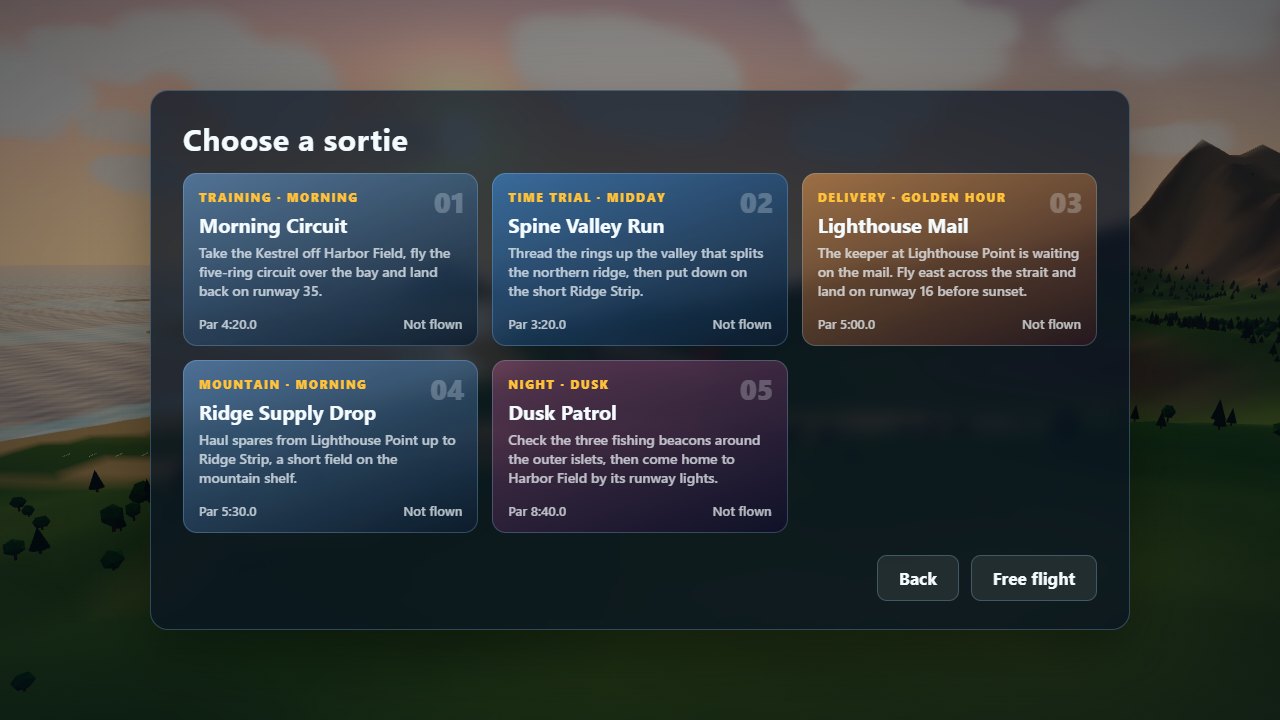 Choose a sortie
TRAINING · MORNING
01
Morning Circuit
Take the Kestrel off Harbor Field, fly the
five-ring circuit over the bay and land
back on runway 35.
Par 4:20.0
Not flown
TIME TRIAL · MIDDAY
02
Spine Valley Run
Thread the rings up the valley that splits
the northern ridge, then put down on
the short Ridge Strip.
Par 3:20.0
Not flown
DELIVERY · GOLDEN HOUR
03
Lighthouse Mail
The keeper at Lighthouse Point is waiting
on the mail. Fly east across the strait and
land on runway 16 before sunset.
Par 5:00.0
Not flown
MOUNTAIN · MORNING
04
Ridge Supply Drop
Haul spares from Lighthouse Point up to
Ridge Strip, a short field on the
mountain shelf.
Par 5:30.0
Not flown
NIGHT · DUSK
05
Dusk Patrol
Check the three fishing beacons around
the outer islets, then come home to
Harbor Field by its runway lights.
Par 8:40.0
Not flown
Back
Free flight